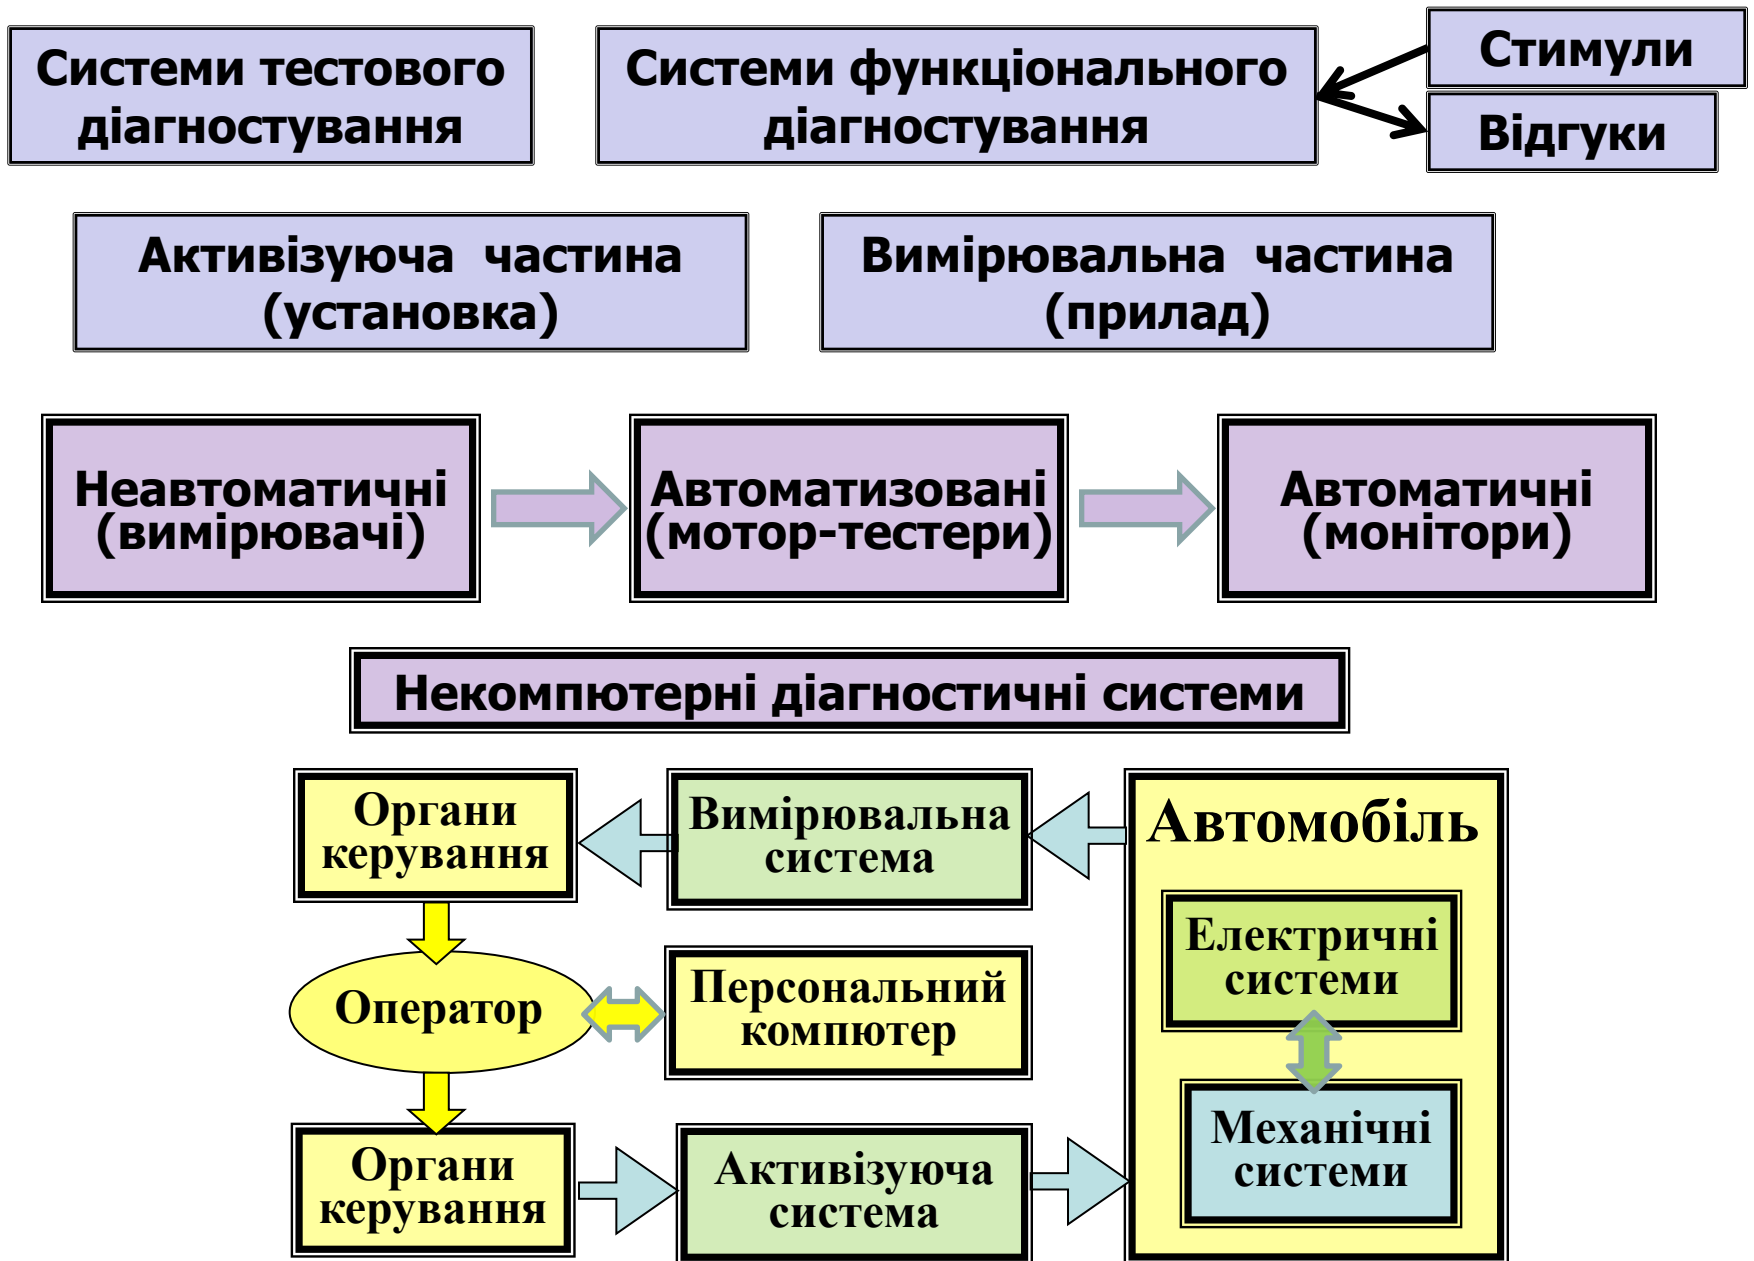 Системи тестового
діагностування
Системи функціонального
діагностування
Стимули
Відгуки
Активізуюча частина
(установка)
Вимірювальна частина
(прилад)
Неавтоматичні
(вимірювачі)
Автоматизовані
(мотор-тестери)
Автоматичні
(монітори)
Некомпютерні діагностичні системи
Органи
керування
Вимірювальна
система
Автомобіль
Електричні
системи
Оператор
Персональний
компютер
Механічні
системи
Органи
керування
Активізуюча
система